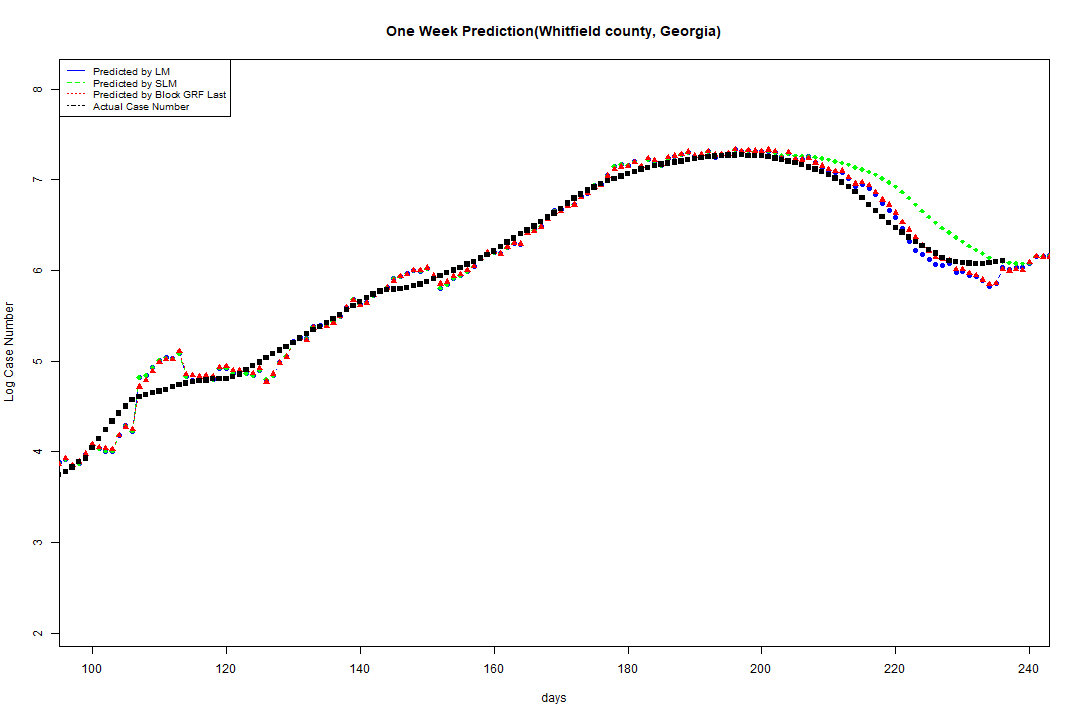 One Week Prediction(Whitfield county, Georgia)
Predicted by LM
Predicted by SLM
Predicted by Block GRF Last
Actual Case Number
8
7
6
5
4
3
2
Log Case Number
100 120 140 160 180 200 220 240
days